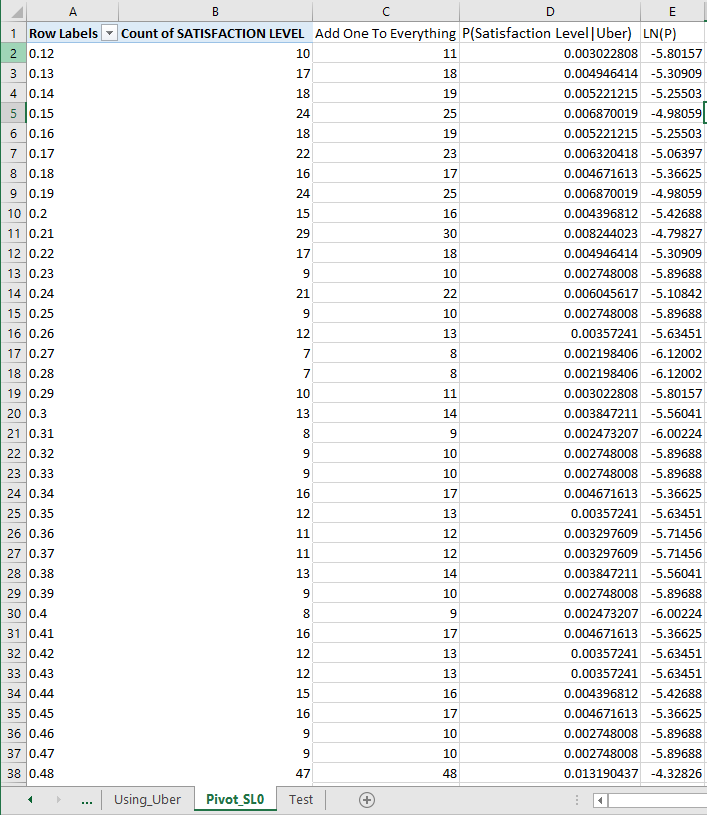 A B C D E
1 Row Labels Count of SATISFACTION LEVEL Add One To Everything P(Satisfaction Level|Uber) LN(P)
2 0.12 10 11 0.003022808 -5.80157
3 0.13 17 18 0.004946414 -5.30909
4 0.14 18 19 0.005221215 -5.25503
5 0.15 24 25 0.006870019 -4.98059
6 0.16 18 19 0.005221215 -5.25503
7 0.17 22 23 0.006320418 -5.06397
8 0.18 16 17 0.004671613 -5.36625
9 0.19 24 25 0.006870019 -4.98059
10 0.2 15 16 0.004396812 -5.42688
11 0.21 29 30 0.008244023 -4.79827
12 0.22 17 18 0.004946414 -5.30909
13 0.23 9 10 0.002748008 -5.89688
14 0.24 21 22 0.006045617 -5.10842
15 0.25 9 10 0.002748008 -5.89688
16 0.26 12 13 0.00357241 -5.63451
17 0.27 7 8 0.002198406 -6.12002
18 0.28 7 8 0.002198406 -6.12002
19 0.29 10 11 0.003022808 -5.80157
20 0.3 13 14 0.003847211 -5.56041
21 0.31 8 9 0.002473207 -6.00224
22 0.32 9 10 0.002748008 -5.89688
23 0.33 9 10 0.002748008 -5.89688
24 0.34 16 17 0.004671613 -5.36625
25 0.35 12 13 0.00357241 -5.63451
26 0.36 11 12 0.003297609 -5.71456
27 0.37 11 12 0.003297609 -5.71456
28 0.38 13 14 0.003847211 -5.56041
29 0.39 9 10 0.002748008 -5.89688
30 0.4 8 9 0.002473207 -6.00224
31 0.41 16 17 0.004671613 -5.36625
32 0.42 12 13 0.00357241 -5.63451
33 0.43 12 13 0.00357241 -5.63451
34 0.44 15 16 0.004396812 -5.42688
35 0.45 16 17 0.004671613 -5.36625
36 0.46 9 10 0.002748008 -5.89688
37 0.47 9 10 0.002748008 -5.89688
38 0.48 47 48 0.013190437 -4.32826
... Using_Uber Pivot_SL0 Test